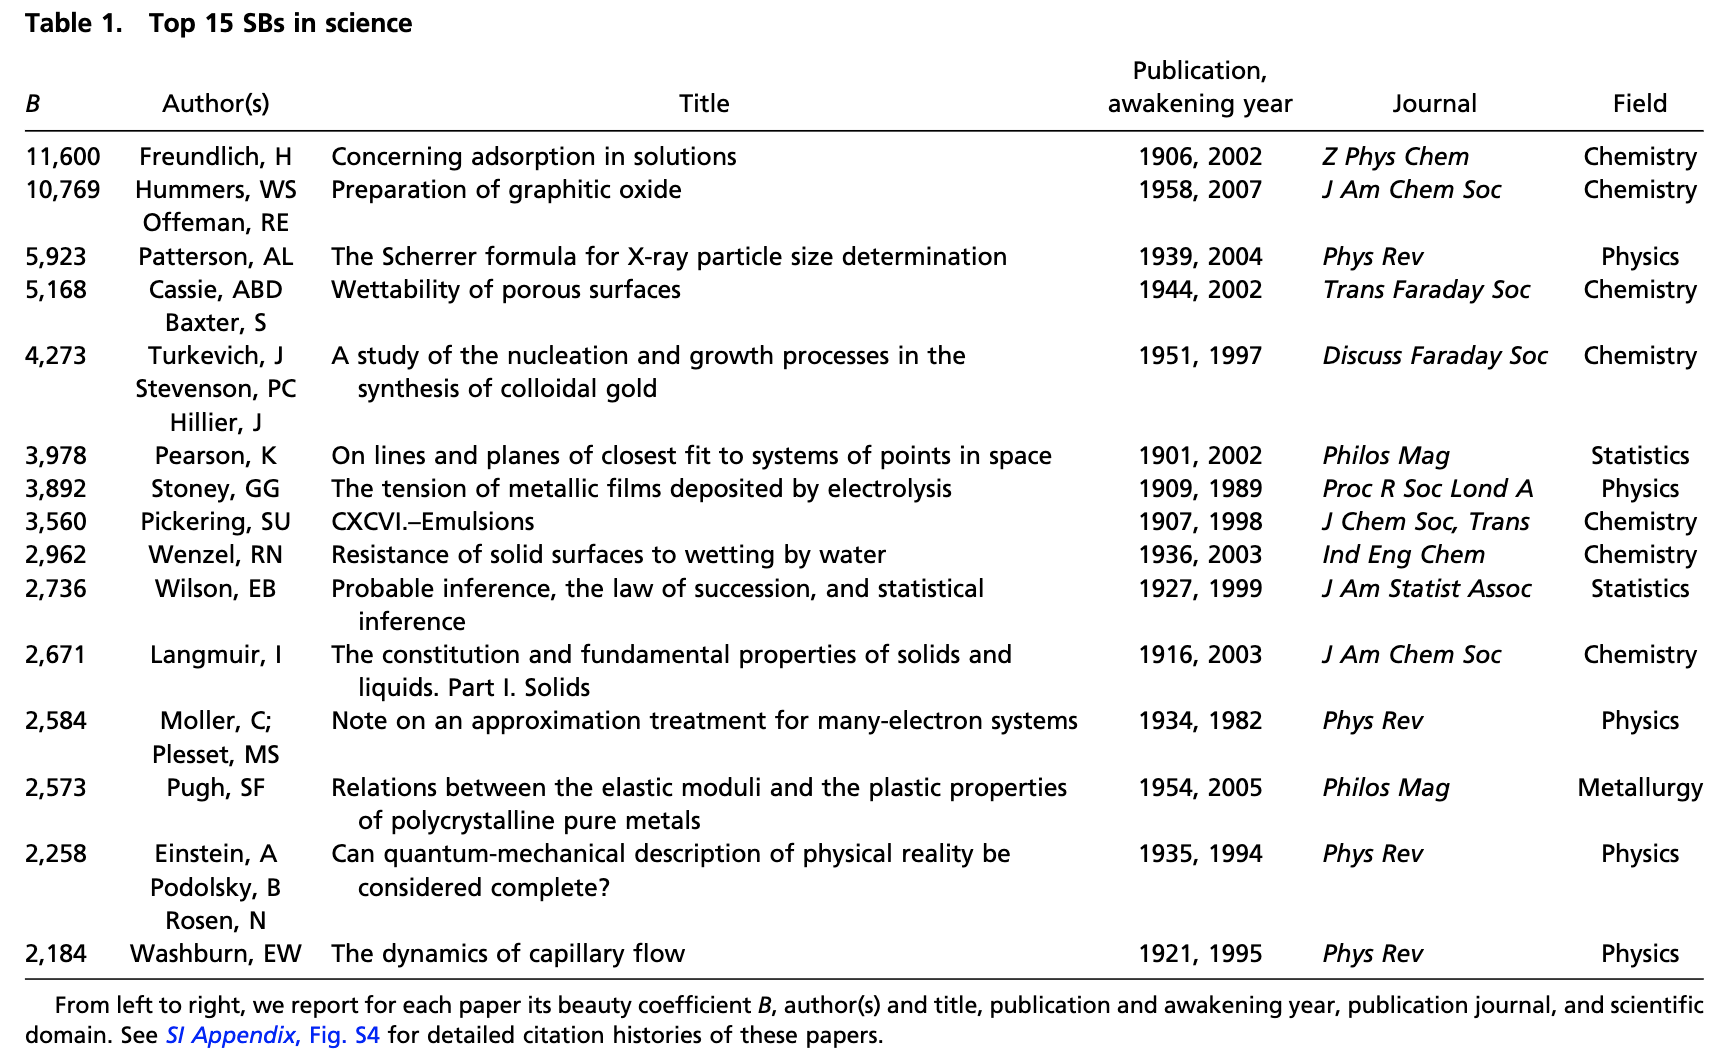 Table 1. Top 15 SBs in science
Publication,
B Author(s) Title awakening year Journal Field
11,600 Freundlich, H Concerning adsorption in solutions 1906, 2002 Z Phys Chem Chemistry
10,769 Hummers, WS Preparation of graphitic oxide 1958, 2007 J Am Chem Soc Chemistry
Offeman, RE
5,923 Patterson, AL The Scherrer formula for X-ray particle size determination 1939, 2004 Phys Rev Physics
5,168 Cassie, ABD Wettability of porous surfaces 1944, 2002 Trans Faraday Soc Chemistry
Baxter, S
4,273 Turkevich, J A study of the nucleation and growth processes in the 1951, 1997 Discuss Faraday Soc Chemistry
Stevenson, PC synthesis of colloidal gold
Hillier, J
3,978 Pearson, K On lines and planes of closest fit to systems of points in space 1901, 2002 Philos Mag Statistics
3,892 Stoney, GG The tension of metallic films deposited by electrolysis 1909, 1989 Proc R Soc Lond A Physics
3,560 Pickering, SU CXCVI.–Emulsions 1907, 1998 J Chem Soc, Trans Chemistry
2,962 Wenzel, RN Resistance of solid surfaces to wetting by water 1936, 2003 Ind Eng Chem Chemistry
2,736 Wilson, EB Probable inference, the law of succession, and statistical 1927, 1999 J Am Statist Assoc Statistics
inference
2,671 Langmuir, I The constitution and fundamental properties of solids and 1916, 2003 J Am Chem Soc Chemistry
liquids. Part I. Solids
2,584 Moller, C; Note on an approximation treatment for many-electron systems 1934, 1982 Phys Rev Physics
Plesset, MS
2,573 Pugh, SF Relations between the elastic moduli and the plastic properties 1954, 2005 Philos Mag Metallurgy
of polycrystalline pure metals
2,258 Einstein, A Can quantum-mechanical description of physical reality be 1935, 1994 Phys Rev Physics
Podolsky, B considered complete?
Rosen, N
2,184 Washburn, EW The dynamics of capillary flow 1921, 1995 Phys Rev Physics
From left to right, we report for each paper its beauty coefficient B, author(s) and title, publication and awakening year, publication journal, and scientific
domain. See SI Appendix, Fig. S4 for detailed citation histories of these papers.